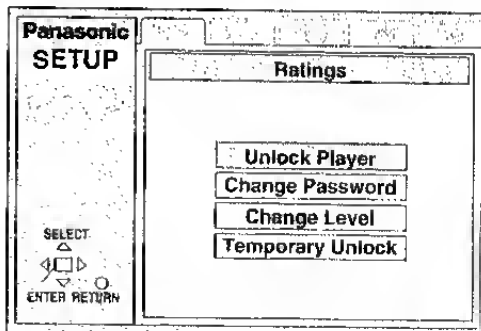 Panasonic
SETUP
Ratings
Unlock Player
Change Password
Change Level
Temporary Unlock
SELECT
ENTER RETURN